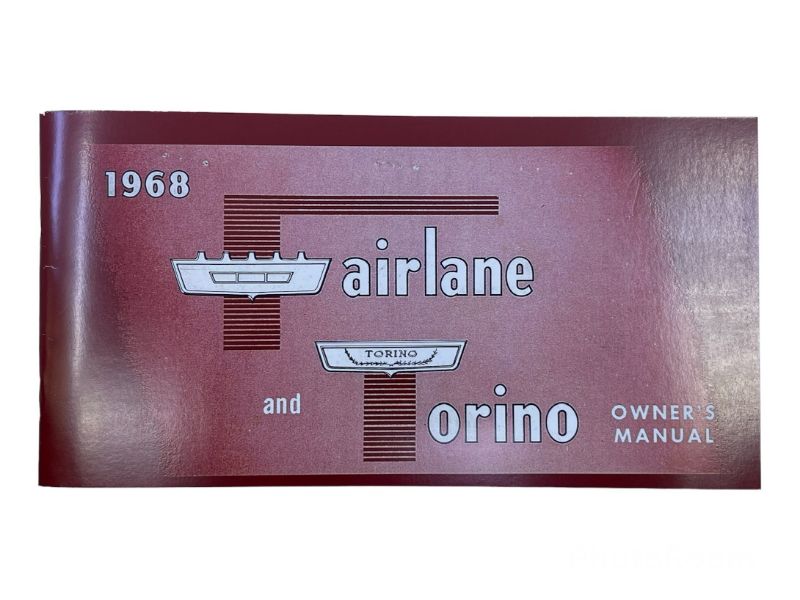 1968
Fairlane
TORINO
and Torino
OWNER'S
MANUAL